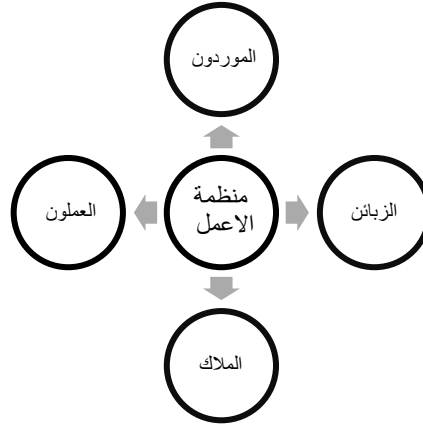 الموردون
الزبائن
منظمة
الاعمل
العملون
الملاك